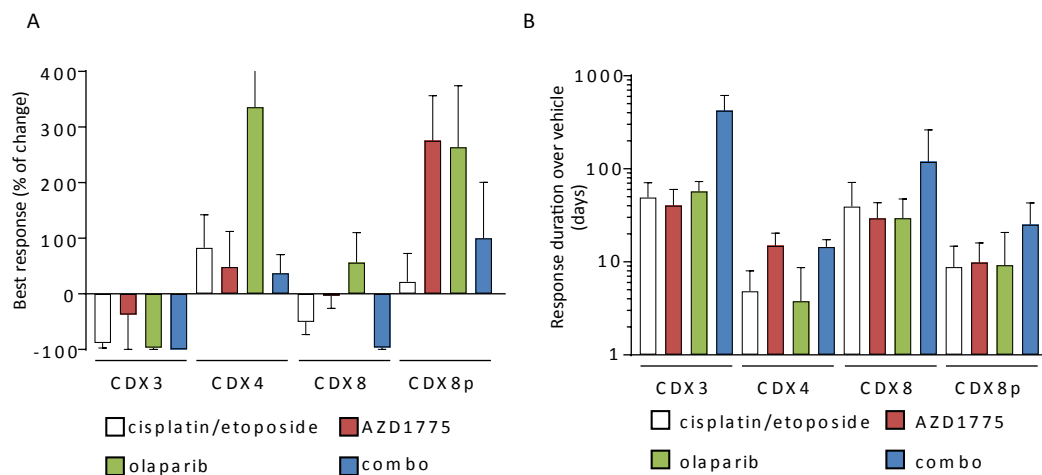 A
B
Best response (% of change)
400
300
200
100
0
-100
CDX3
CDX4
CDX8
CDX8p
cisplatin/etoposide
AZD1775
olaparib
combo
Response duration over vehicle
(days)
1000
100
10
1
CDX3
CDX4
CDX8
CDX8p
cisplatin/etoposide
AZD1775
olaparib
combo